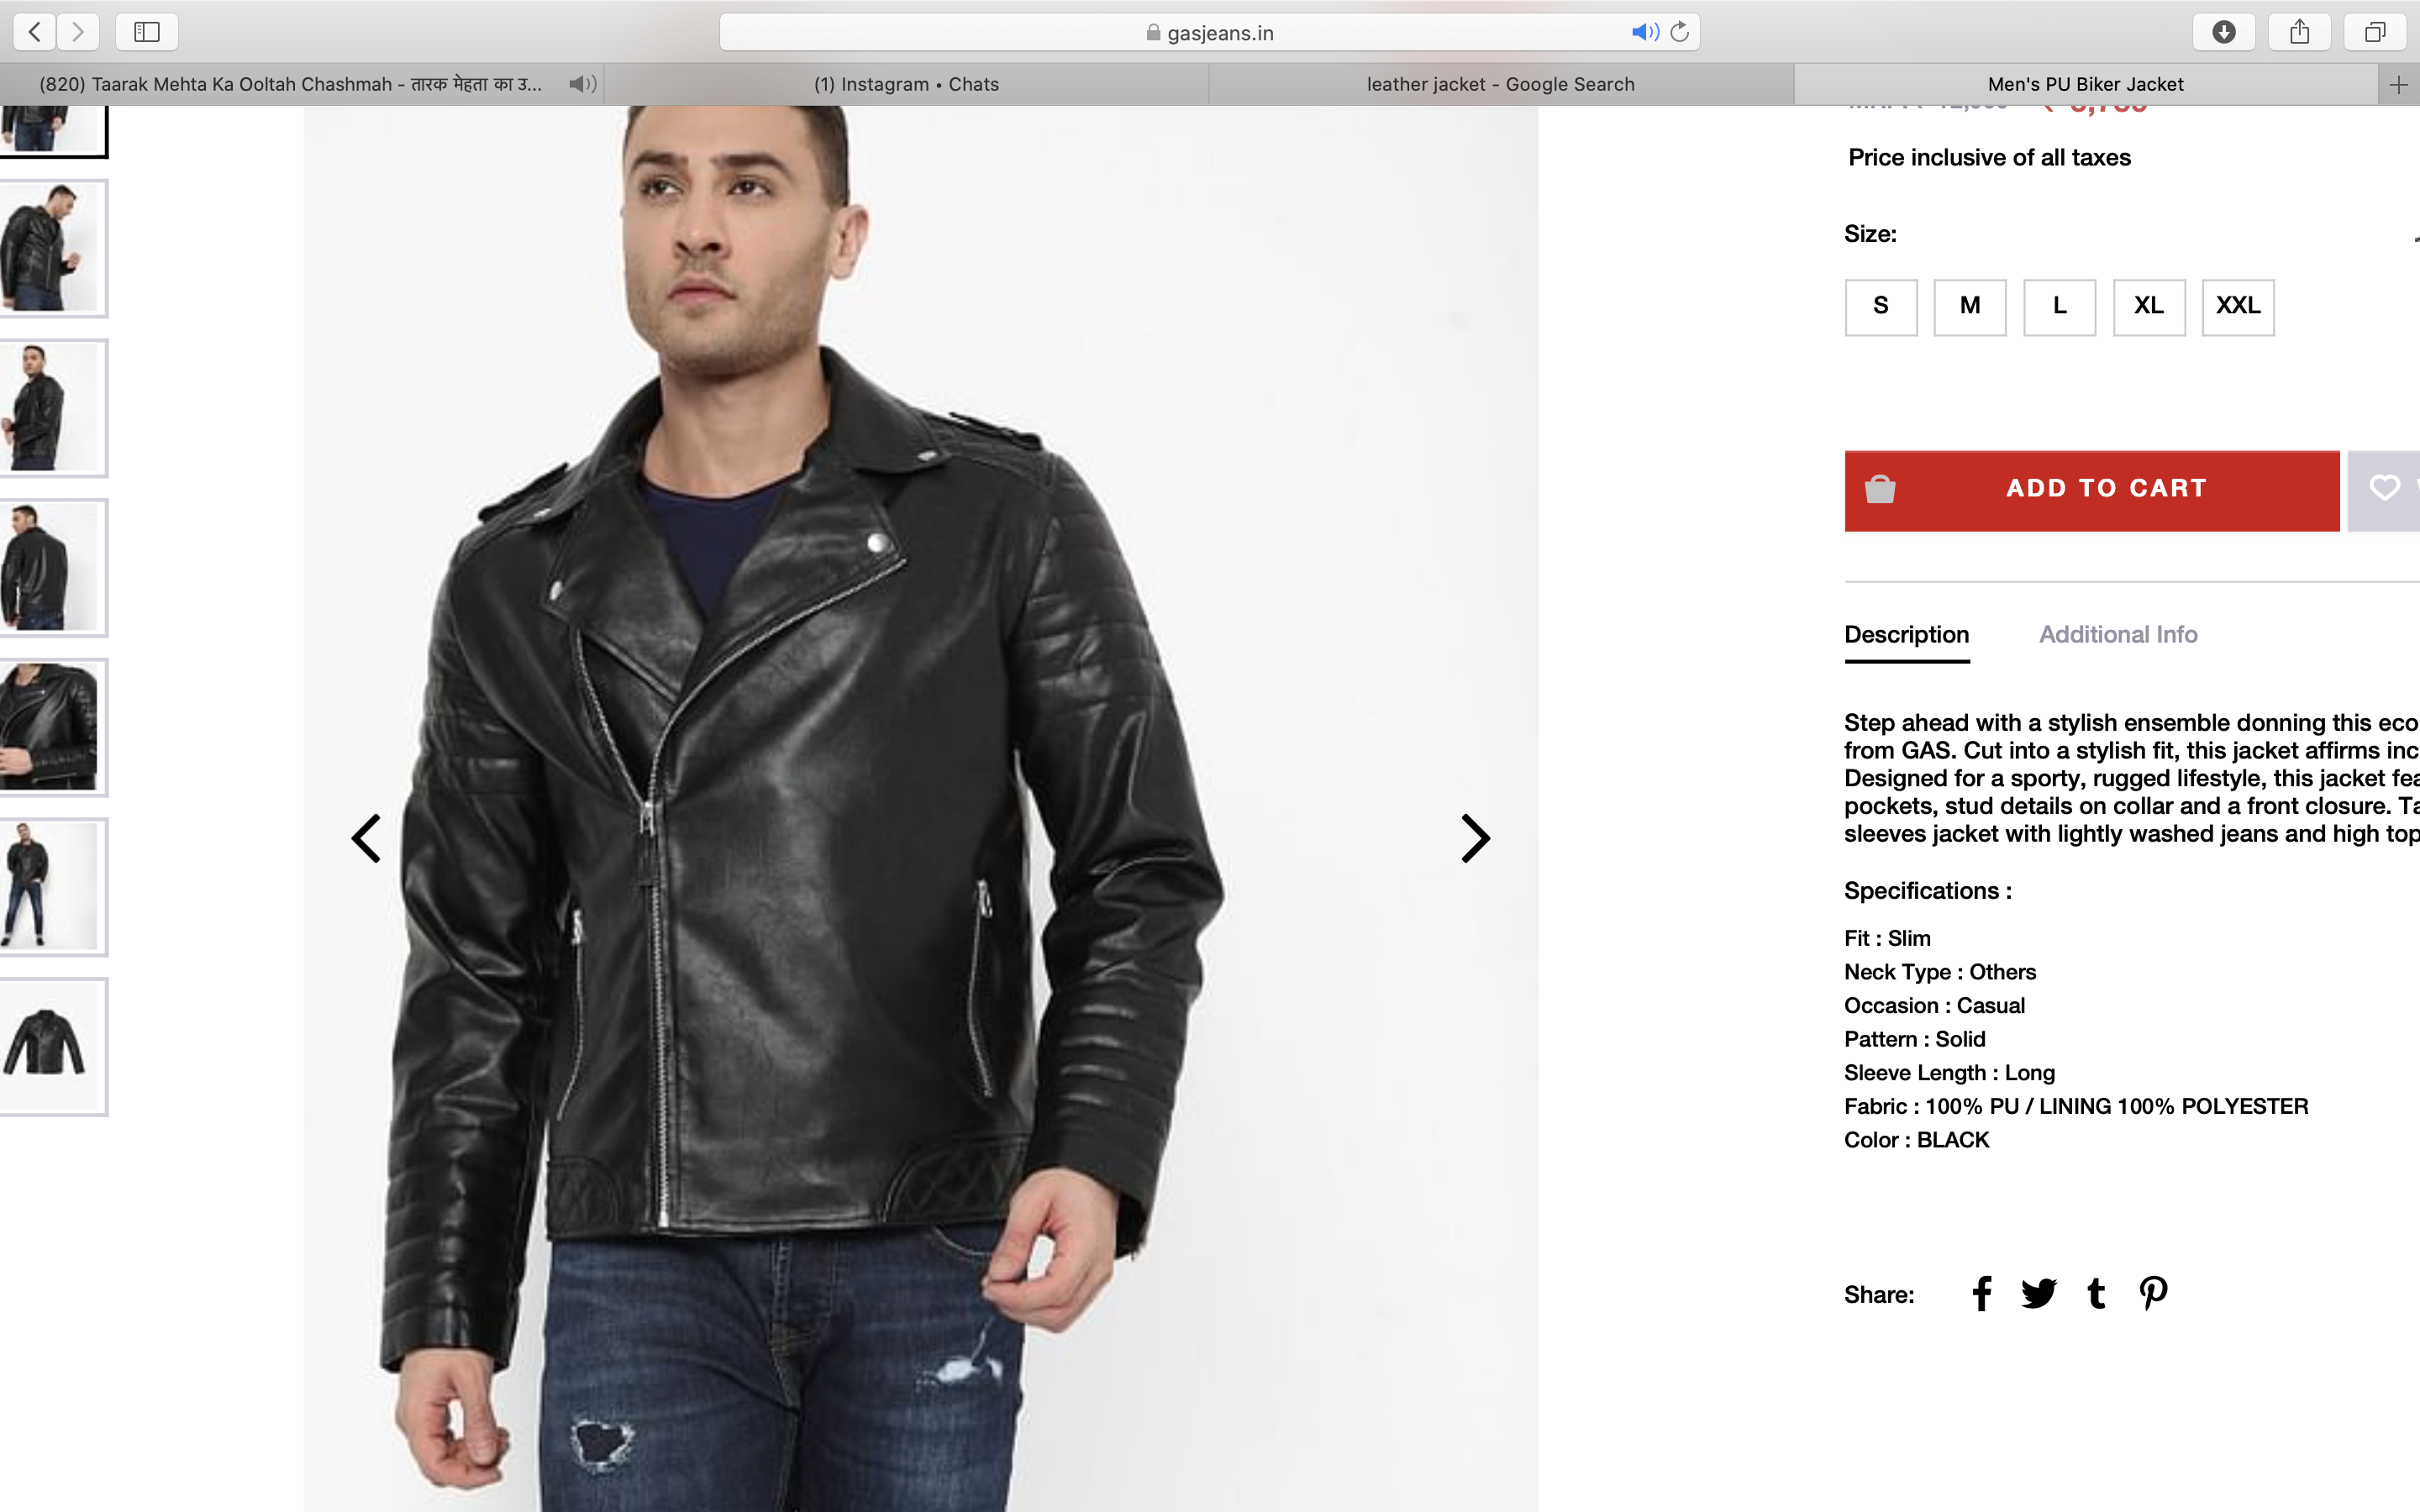 gasjeans.in
(820) Taarak Mehta Ka Ooltah Chashmah - तारक मेहता का उ...
(1) Instagram • Chats
leather jacket - Google Search
Men's PU Biker Jacket
Price inclusive of all taxes
Size:
S M L XL XXL
ADD TO CART
Description Additional Info
Step ahead with a stylish ensemble donning this eco
from GAS. Cut into a stylish fit, this jacket affirms inc
Designed for a sporty, rugged lifestyle, this jacket fea
pockets, stud details on collar and a front closure. Ta
sleeves jacket with lightly washed jeans and high top
Specifications :
Fit : Slim
Neck Type : Others
Occasion : Casual
Pattern : Solid
Sleeve Length : Long
Fabric : 100% PU / LINING 100% POLYESTER
Color : BLACK
Share: